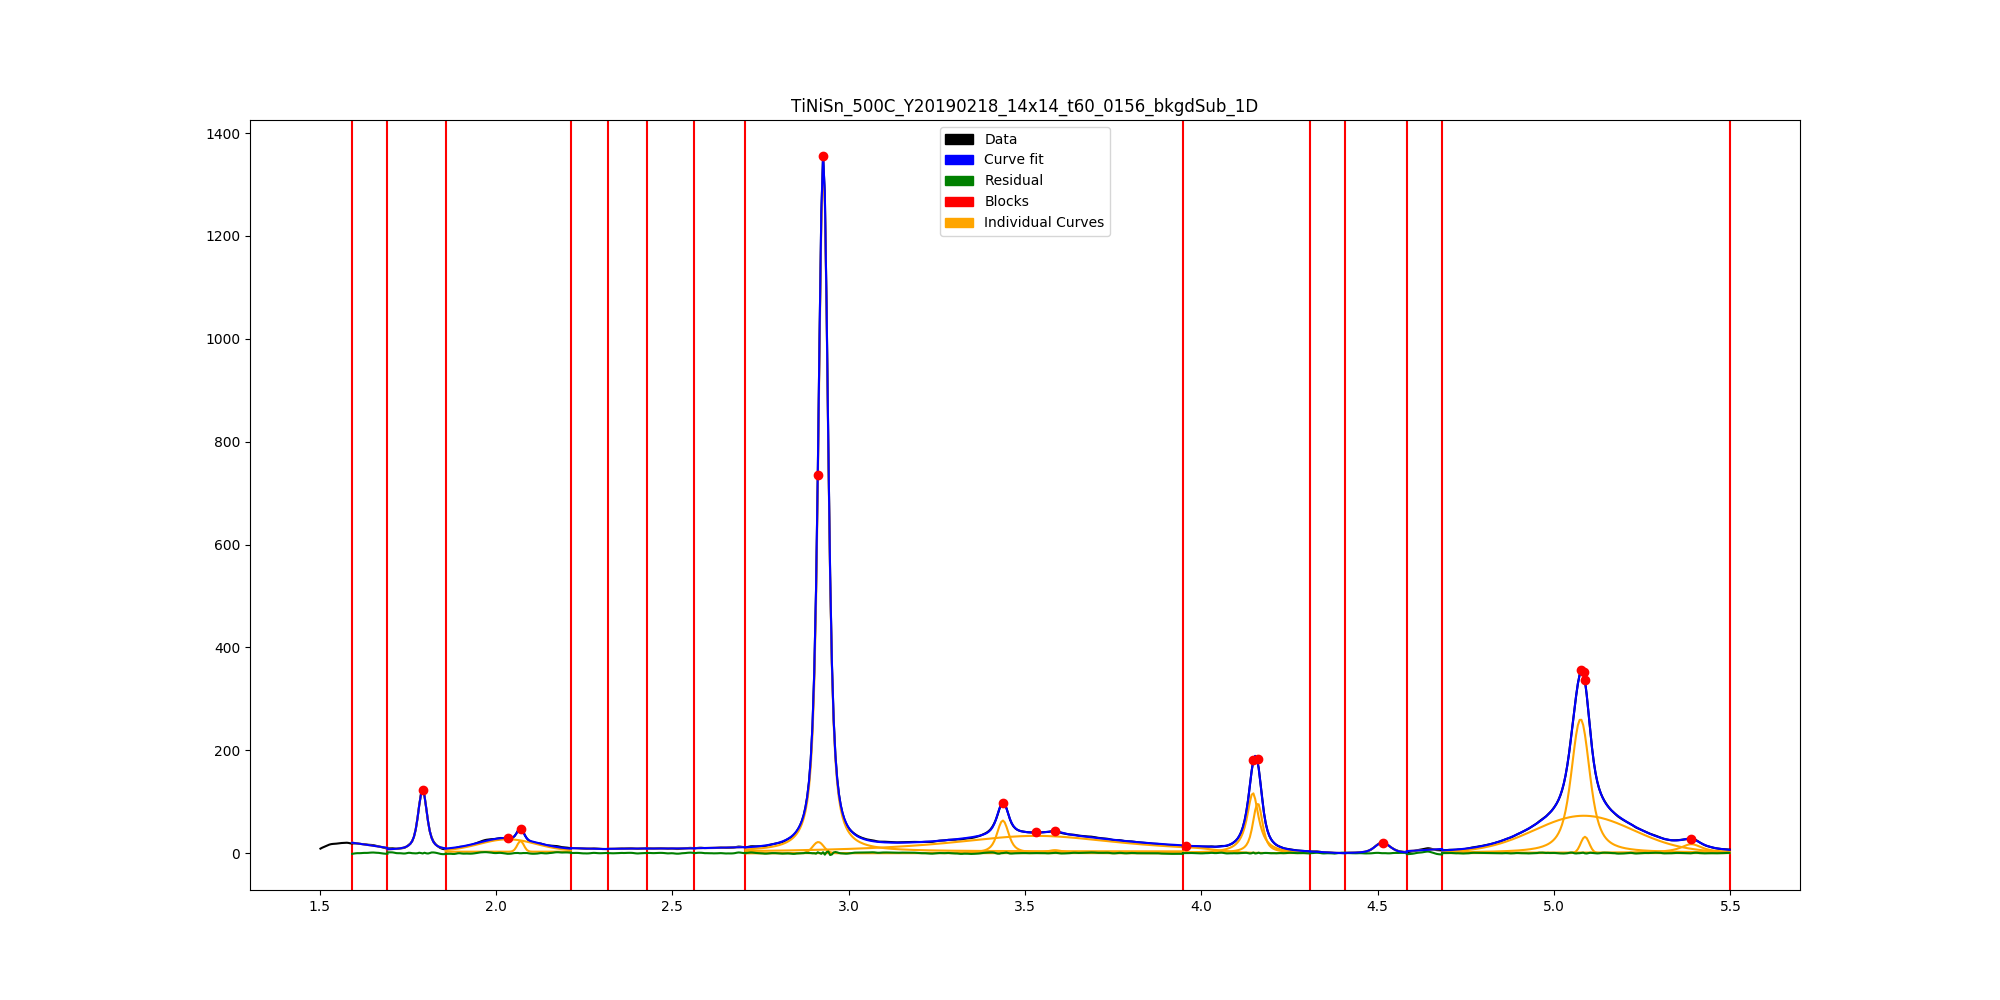 TiNiSn_500C_Y20190218_14x14_t60_0156_bkgdSub_1D
1400
1200
1000
800
600
400
200
0
Data
Curve fit
Residual
Blocks
Individual Curves
1.5 2.0 2.5 3.0 3.5 4.0 4.5 5.0 5.5